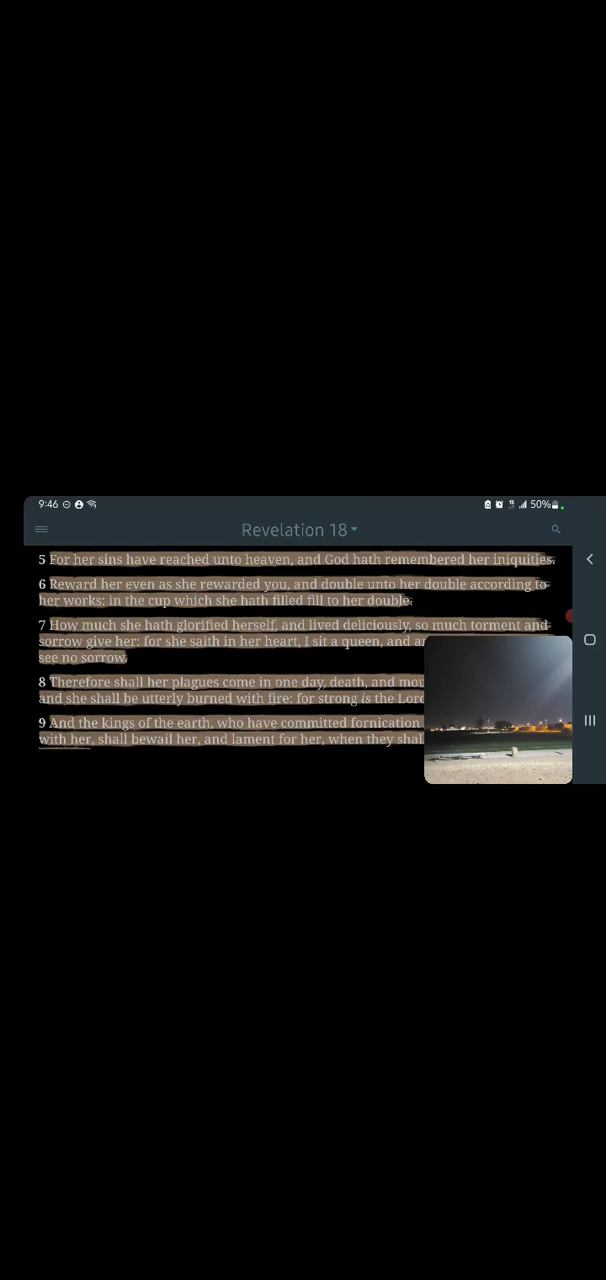 9:46 50%
Revelation 18
5 For her sins have reached unto heaven, and God hath remembered her iniquities.
6 Reward her even as she rewarded you, and double unto her double according to
her works: in the cup which she hath filled fill to her double.
7 How much she hath glorified herself, and lived deliciously, so much torment and
sorrow give her: for she saith in her heart, I sit a queen, and
see no sorrow.
8 Therefore shall her plagues come in one day, death, and
and she shall be utterly burned with fire: for strong is the Lord
9 And the kings of the earth, who have committed fornication
with her, shall bewail her, and lament for her, when they